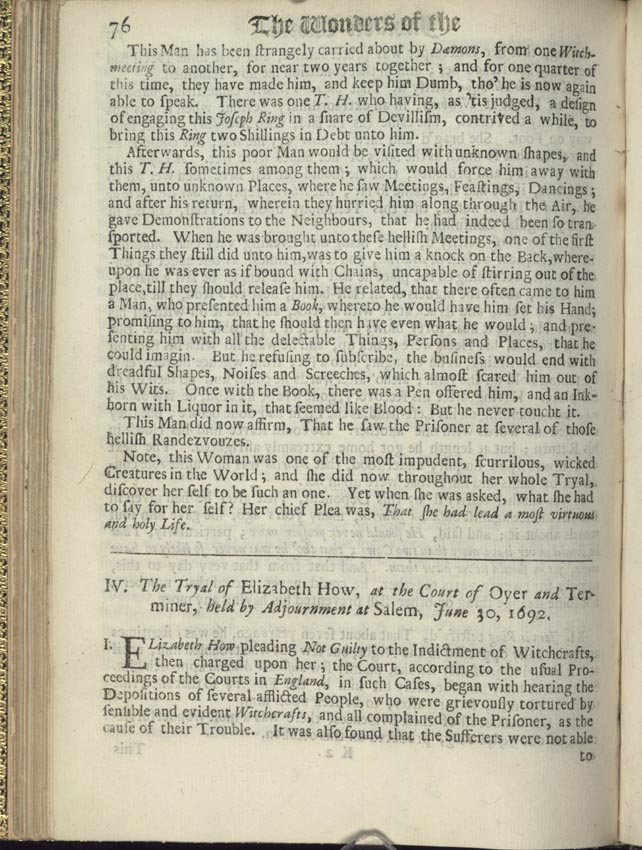 76 The Wonders of the
This Man has been ſtrangely carried about by Dæmons, from one Witch-
meeting to another, for near two years together ; and for one quarter of
this time, they have made him, and keep him Dumb, tho' he is now again
able to ſpeak. There was one T. H. who having, as 'tis judged, a deſign
of engaging this Joſeph Ring in a ſnare of Devilliſm, contrived a while, to
bring this Ring two Shillings in Debt unto him.
Afterwards, this poor Man would be viſited with unknown ſhapes, and
this T. H. ſometimes among them ; which would force him away with
them, unto unknown Places, where he ſaw Meetings, Feaſtings, Dancings ;
and after his return, wherein they hurried him along through the Air, he
gave Demonſtrations to the Neighbours, that he had indeed been ſo tran-
ſported. When he was brought unto theſe helliſh Meetings, one of the firſt
Things they ſtill did unto him, was to give him a knock on the Back, where-
upon he was ever as if bound with Chains, uncapable of ſtirring out of the
place, till they ſhould releaſe him. He related, that there often came to him
a Man, who preſented him a Book, whereto he would have him ſet his Hand;
promiſing to him, that he ſhould then have even what he would ; and pre-
ſenting him with all the delectable Things, Perſons and Places, that he
could imagin. But he refuſing to ſubſcribe, the buſineſs would end with
dreadful Shapes, Noiſes and Screeches, which almoſt ſcared him out of
his Wits. Once with the Book, there was a Pen offered him, and an Ink-
horn with Liquor in it, that ſeemed like Blood : But he never toucht it.
This Man did now affirm, That he ſaw the Priſoner at ſeveral of thoſe
helliſh Randezvouzes.
Note, this Woman was one of the moſt impudent, ſcurrilous, wicked
Creatures in the World ; and ſhe did now throughout her whole Tryal,
diſcover her ſelf to be ſuch an one. Yet when ſhe was asked, what ſhe had
to ſay for her ſelf? Her chief Plea was, That ſhe had lead a moſt virtuous
and holy Life.
IV. The Tryal of Elizabeth How, at the Court of Oyer and Ter-
miner, held by Adjournment at Salem, June 30, 1692.
I. ELizabeth How pleading Not Guilty to the Indictment of Witchcrafts,
then charged upon her ; the Court, according to the uſual Pro-
ceedings of the Courts in England, in ſuch Caſes, began with hearing the
Depoſitions of ſeveral afflicted People, who were grievouſly tortured by
ſenſible and evident Witchcrafts, and all complained of the Priſoner, as the
cauſe of their Trouble. It was alſo found that the Sufferers were not able
to